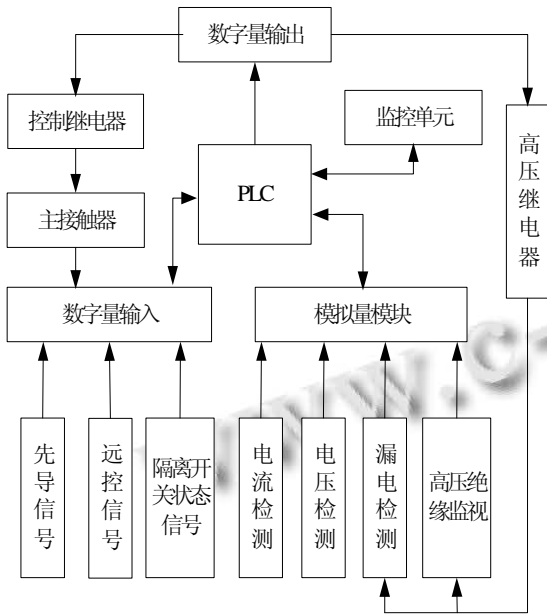 数字量输出
控制继电器
监控单元
高压继电器
PLC
主接触器
数字量输入
模拟量模块
先导信号
远控信号
隔离开
关状态
信号
电流检测
电压检测
漏电检测
高压绝
缘监视
www.c-